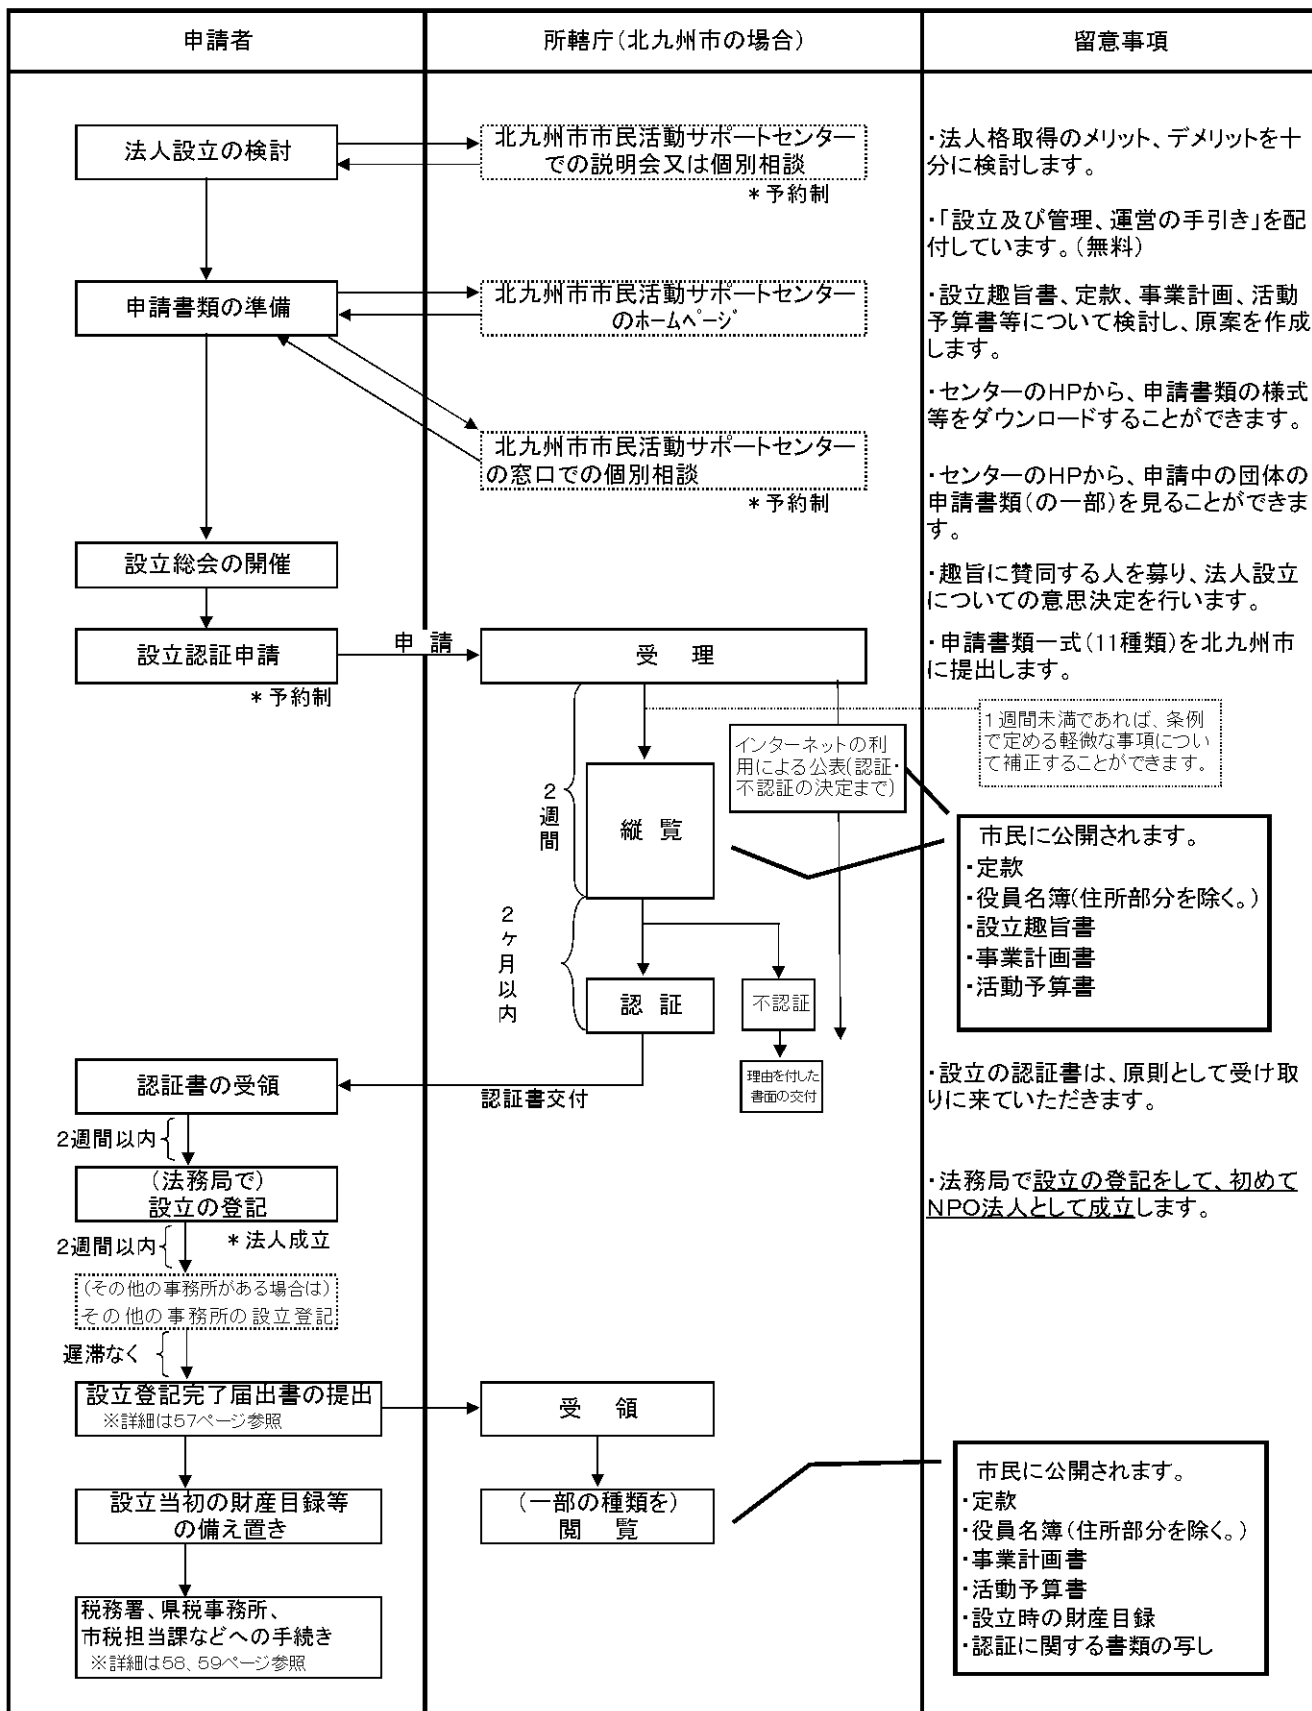 申請者
所轄庁(北九州市の場合)
留意事項
法人設立の検討
北九州市市民活動サポートセンター
での説明会又は個別相談
*予約制
・法人格取得のメリット、デメリットを十
分に検討します。
・「設立及び管理、運営の手引き」を配
付しています。(無料)
申請書類の準備
北九州市市民活動サポートセンター
のホームページ
・設立趣旨書、定款、事業計画、活動
予算書等について検討し、原案を作成
します。
・センターのHPから、申請書類の様式
等をダウンロードすることができます。
北九州市市民活動サポートセンター
の窓口での個別相談
*予約制
・センターのHPから、申請中の団体の
申請書類(の一部)を見ることができま
す。
設立総会の開催
・趣旨に賛同する人を募り、法人設立
についての意思決定を行います。
設立認証申請
*予約制
申 請
受 理
・申請書類一式(11種類)を北九州市
に提出します。
1週間未満であれば、条例
で定める軽微な事項につい
て補正することができます。
インターネットの利
用による公表(認証・
不認証の決定まで)
2週間
縦 覧
市民に公開されます。
・定款
・役員名簿(住所部分を除く。)
・設立趣旨書
・事業計画書
・活動予算書
2ヶ月以内
認 証
不認証
理由を付した
書面の交付
認証書の受領
認証書交付
・設立の認証書は、原則として受け取
りに来ていただきます。
2週間以内
(法務局で)
設立の登記
*法人成立
・法務局で設立の登記をして、初めて
NPO法人として成立します。
2週間以内
(その他の事務所がある場合は)
その他の事務所の設立登記
遅滞なく
設立登記完了届出書の提出
※詳細は57ページ参照
受 領
設立当初の財産目録等
の備え置き
(一部の種類を)
閲 覧
市民に公開されます。
・定款
・役員名簿(住所部分を除く。)
・事業計画書
・活動予算書
・設立時の財産目録
・認証に関する書類の写し
税務署、県税事務所、
市税担当課などへの手続き
※詳細は58、59ページ参照